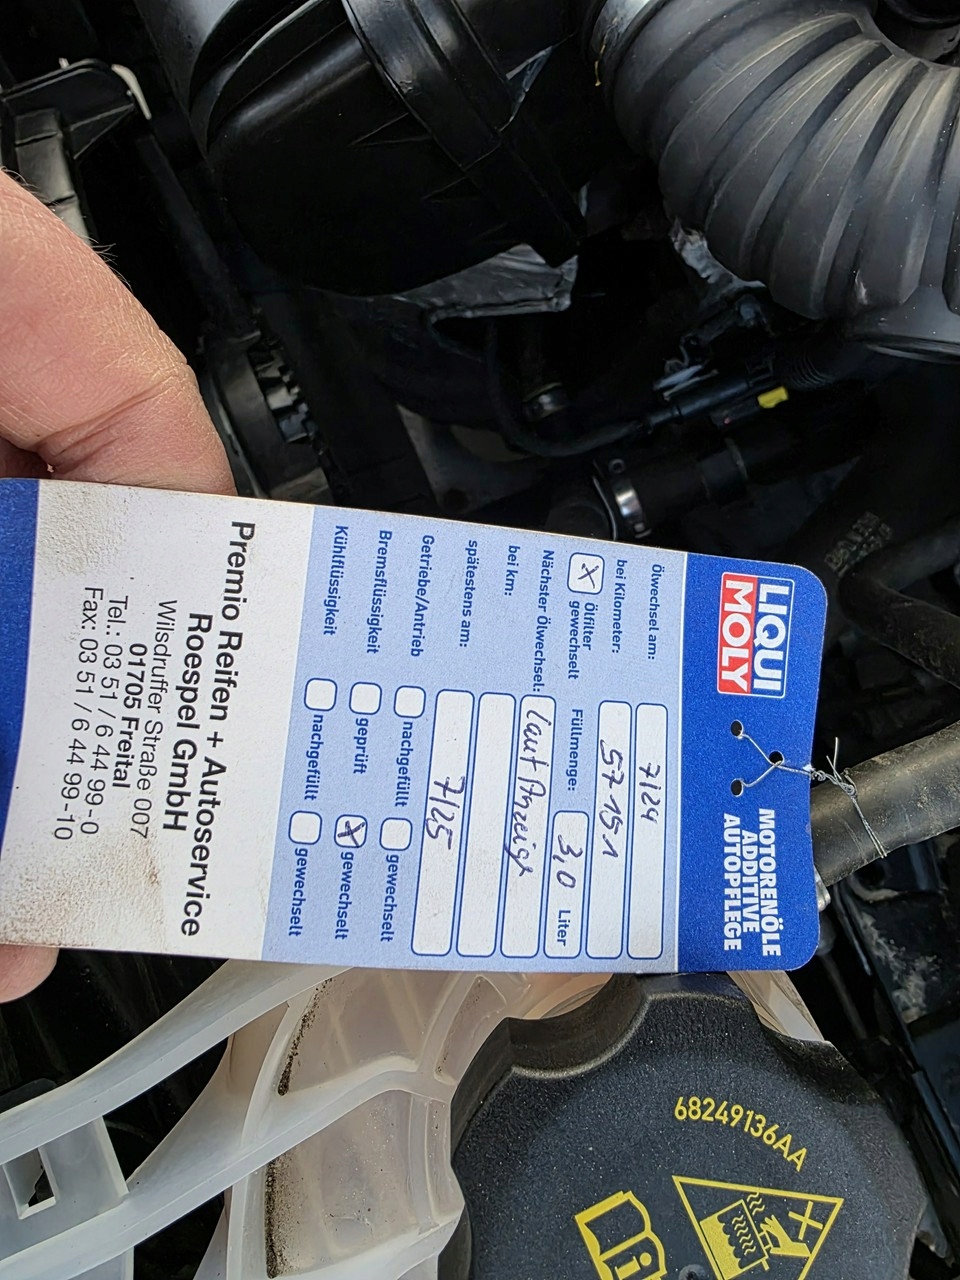 LIQUI
MOLY
MOTORENÖLE
ADDITIVE
AUTOPFLEGE
Ölwechsel am: 7/24
bei Kilometer: 57151
X Ölfilter gewechselt Füllmenge: 3,0 Liter
Nächster Ölwechsel: laut Anzeige
bei km:
spätestens am: 7/25
Getriebe/Antrieb nachgefüllt gewechselt
Bremsflüssigkeit geprüft X gewechselt
Kühlflüssigkeit nachgefüllt gewechselt
Premio Reifen + Autoservice
Roespel GmbH
Wilsdruffer Straße 007
01705 Freital
Tel.: 03 51 / 6 44 99-0
Fax: 03 51 / 6 44 99-10
68249136AA